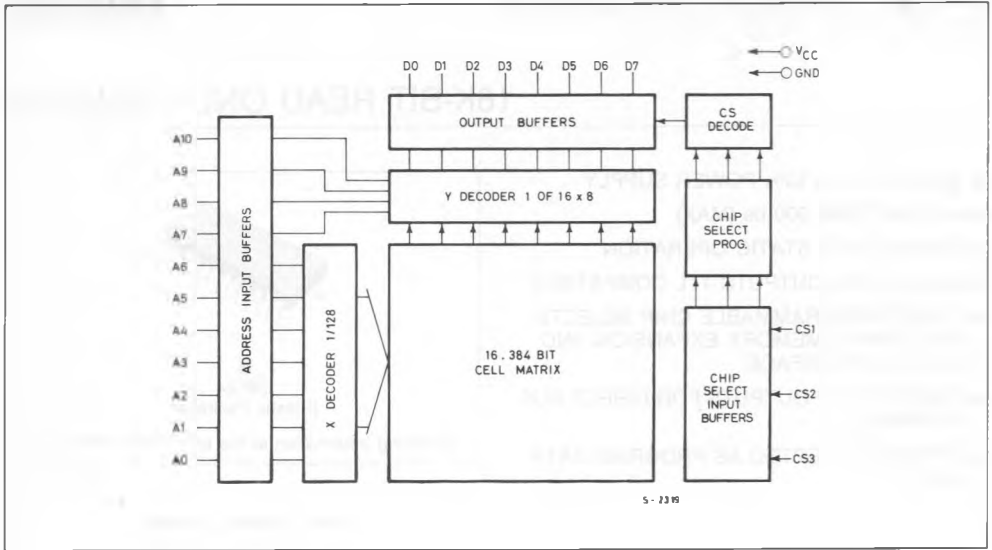 VCC
GND
D0 D1 D2 D3 D4 D5 D6 D7
OUTPUT BUFFERS
CS
DECODE
A10
A9
A8
A7
A6
A5
A4
A3
A2
A1
A0
ADDRESS INPUT BUFFERS
Y DECODER 1 OF 16 x 8
CHIP
SELECT
PROG.
X DECODER 1/128
16.384 BIT
CELL MATRIX
CHIP
SELECT
INPUT
BUFFERS
CS1
CS2
CS3
S-2319